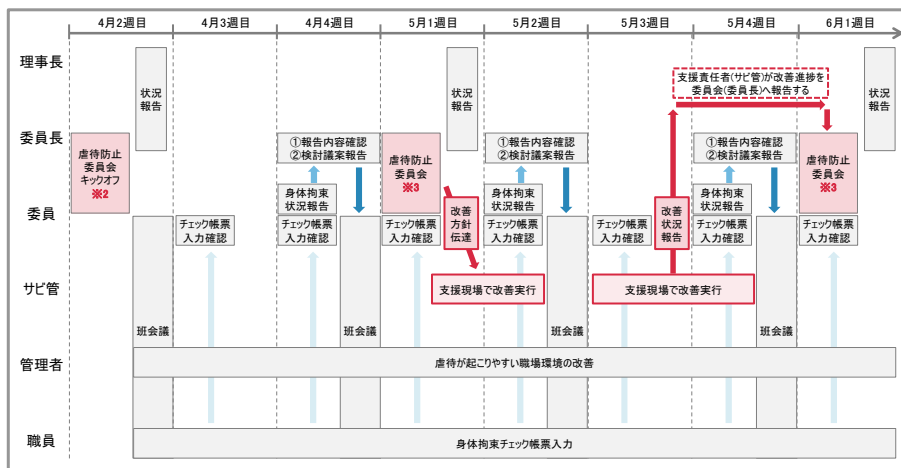 4月2週目
4月3週目
4月4週目
5月1週目
5月2週目
5月3週目
5月4週目
6月1週目
理事長
状況
報告
状況
報告
支援責任者(サビ管)が改善進捗を
委員会(委員長)へ報告する
状況
報告
委員長
虐待防止
委員会
キックオフ
※2
①報告内容確認
②検討議案報告
虐待防止
委員会
※3
①報告内容確認
②検討議案報告
①報告内容確認
②検討議案報告
虐待防止
委員会
※3
身体拘束
状況報告
身体拘束
状況報告
身体拘束
状況報告
委員
チェック帳票
入力確認
チェック帳票
入力確認
チェック帳票
入力確認
改善
方針
伝達
チェック帳票
入力確認
チェック帳票
入力確認
改善
状況
報告
チェック帳票
入力確認
チェック帳票
入力確認
サビ管
支援現場で改善実行
支援現場で改善実行
班会議
班会議
班会議
班会議
管理者
虐待が起こりやすい職場環境の改善
職員
身体拘束チェック帳票入力